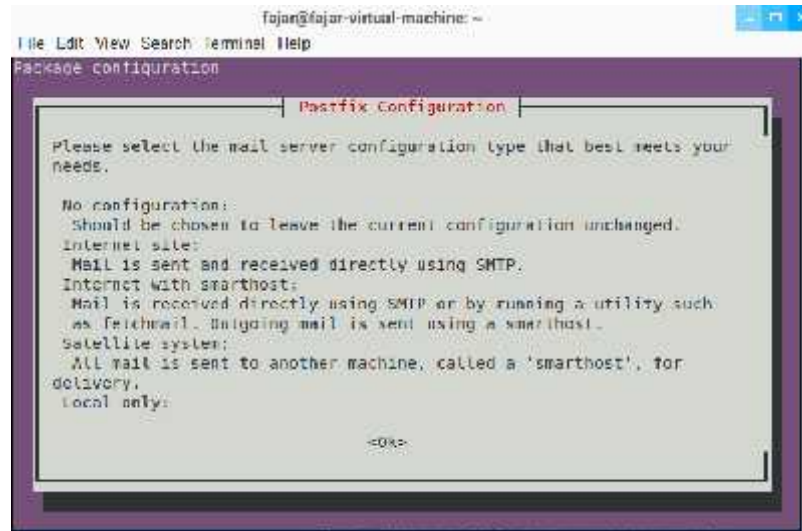 fajar@fajar-virtual-machine: ~
File Edit View Search Terminal Help
Package configuration
Postfix Configuration
Please select the mail server configuration type that best meets your
needs.
No configuration:
Should be chosen to leave the current configuration unchanged.
Internet site:
Mail is sent and received directly using SMTP.
Internet with smarthost:
Mail is received directly using SMTP or by running a utility such
as fetchmail. Outgoing mail is sent using a smarthost.
Satellite system:
All mail is sent to another machine, called a 'smarthost', for
delivery.
Local only:
<Ok>